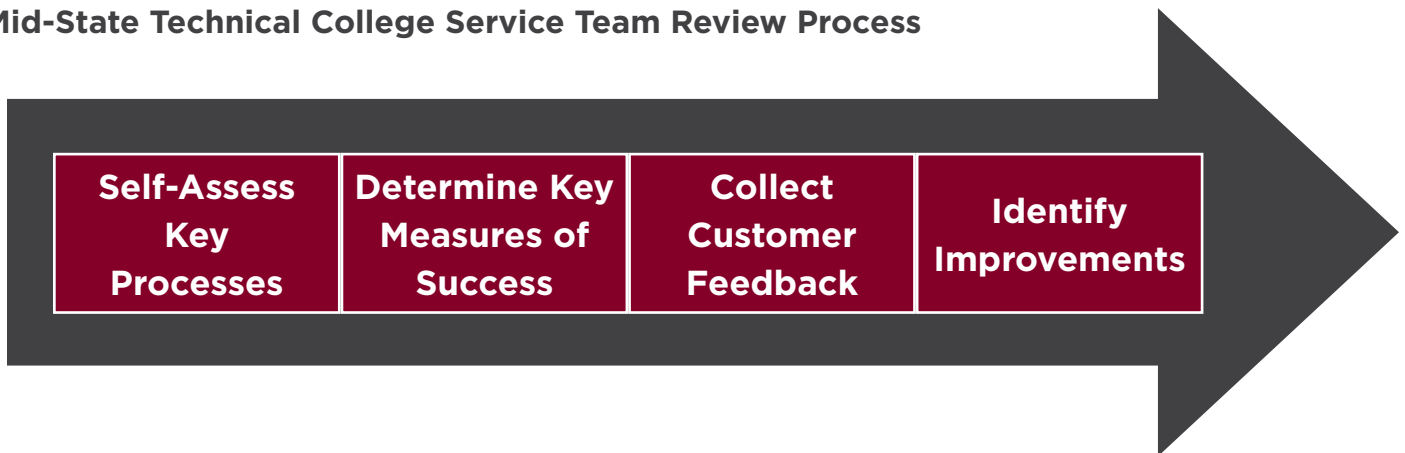 Mid-State Technical College Service Team Review Process
Self-Assess
Key
Processes
Determine Key
Measures of
Success
Collect
Customer
Feedback
Identify
Improvements